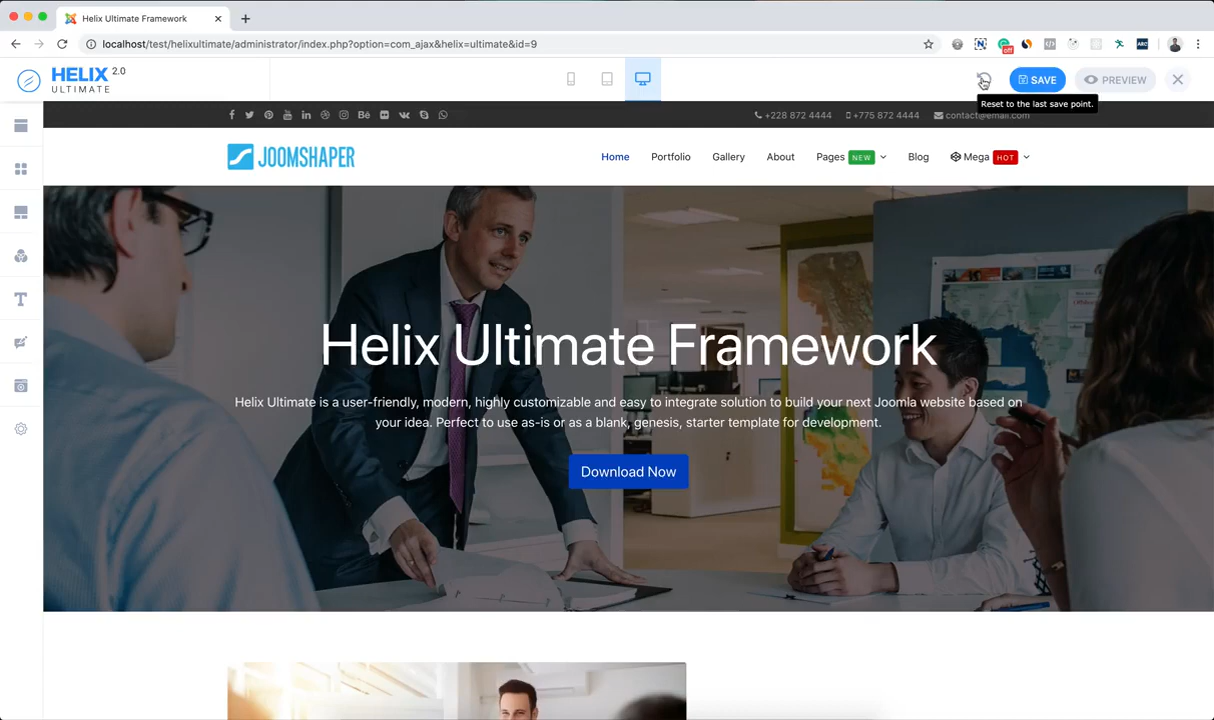 Helix Ultimate Framework
localhost/test/helixultimate/administrator/index.php?option=com_ajax&helix=ultimate&id=9
off
ABC
HELIX 2.0
ULTIMATE
SAVE
PREVIEW
Reset to the last save point.
+228 872 4444
+775 872 4444
contact@email.com
JOOMSHAPER
Home
Portfolio
Gallery
About
Pages NEW
Blog
Mega HOT
Helix Ultimate Framework
Helix Ultimate is a user-friendly, modern, highly customizable and easy to integrate solution to build your next Joomla website based on
your idea. Perfect to use as-is or as a blank, genesis, starter template for development.
Download Now